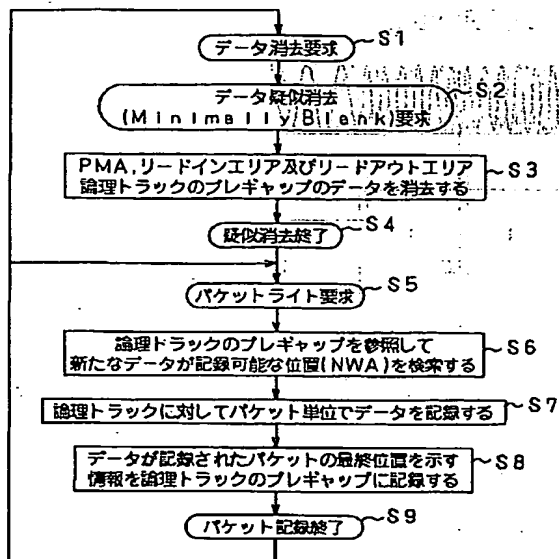 データ消去要求 S1
データ疑似消去 S2
(Minimally Blank)要求
PMA,リードインエリア及びリードアウトエリア
論理トラックのプレギャップのデータを消去する S3
疑似消去終了 S4
パケットライト要求 S5
論理トラックのプレギャップを参照して S6
新たなデータが記録可能な位置(NWA)を検索する
論理トラックに対してパケット単位でデータを記録する S7
データが記録されたパケットの最終位置を示す S8
情報を論理トラックのプレギャップに記録する
パケット記録終了 S9